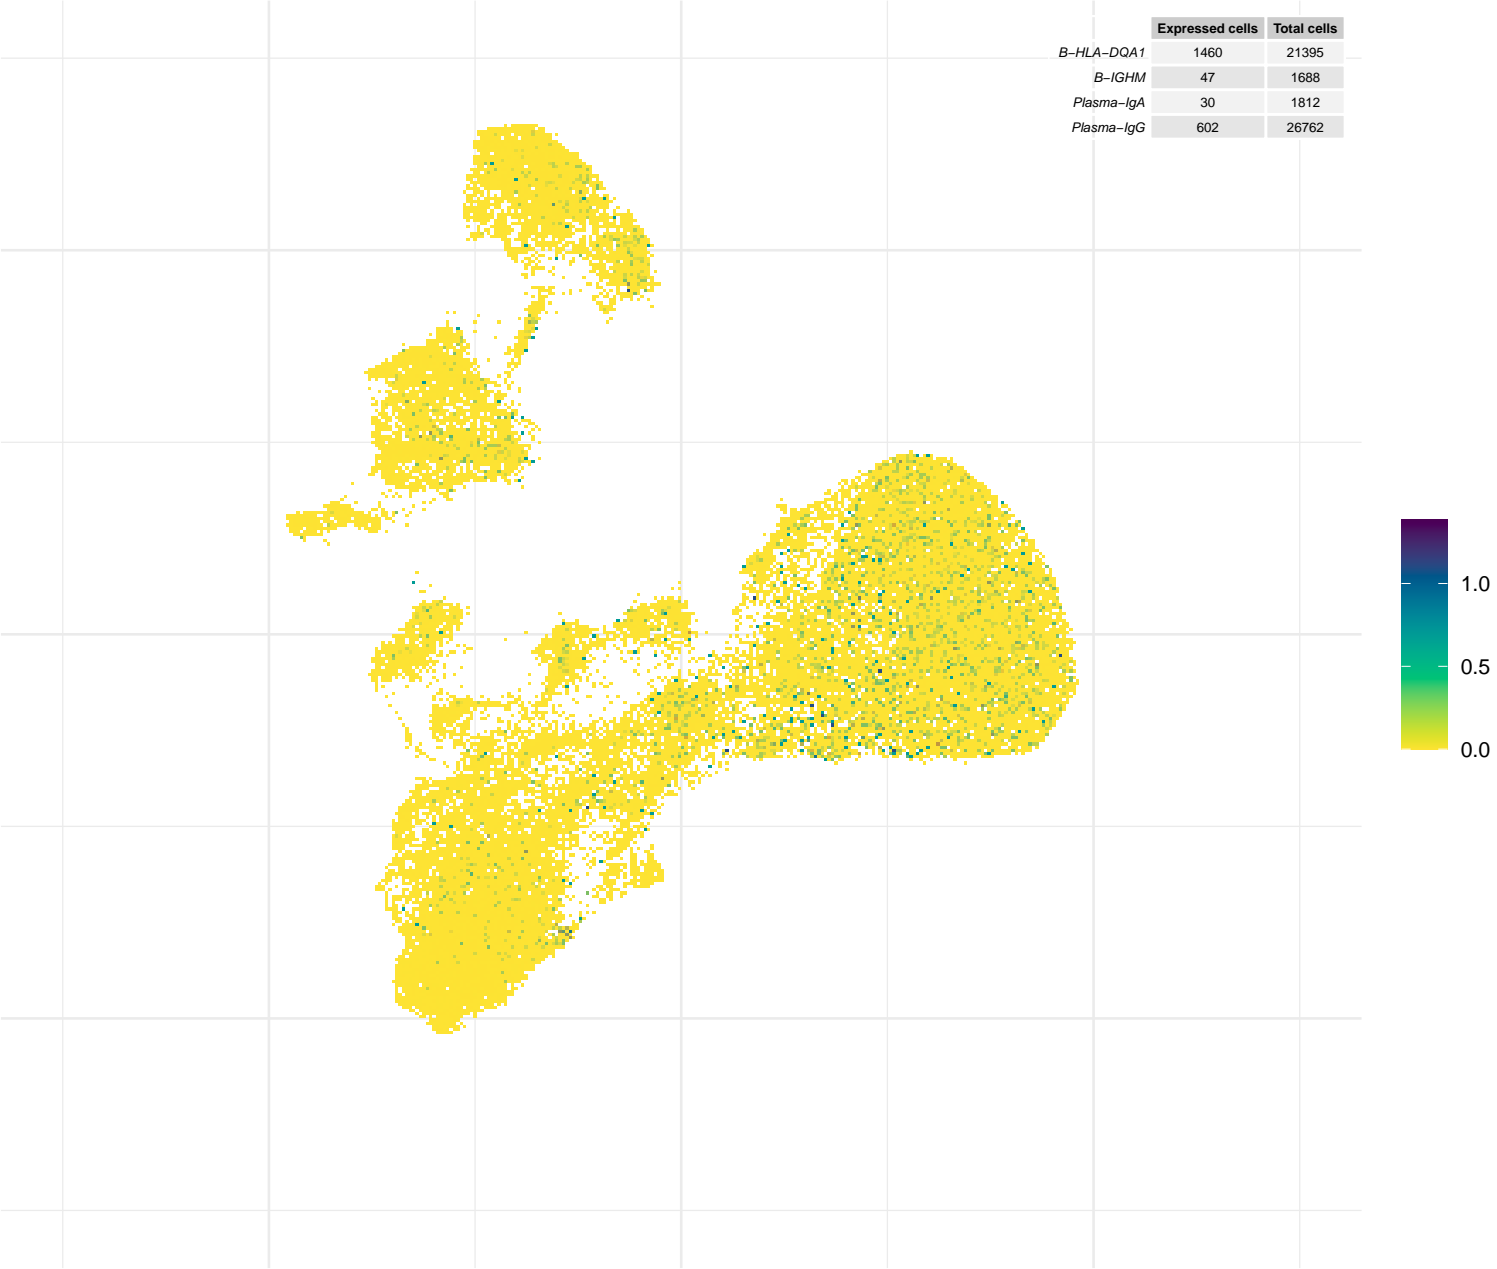 Expressed cells Total cells
B−HLA−DQA1 1460 21395
B−IGHM 47 1688
Plasma−IgA 30 1812
Plasma−IgG 602 26762
1.0
0.5
0.0